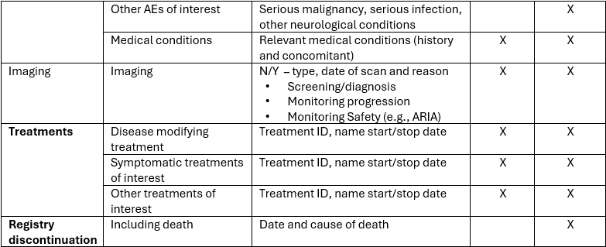 Other AEs of interest Serious malignancy, serious infection, X
other neurological conditions
Medical conditions Relevant medical conditions (history X X
and concomitant)
Imaging Imaging N/Y – type, date of scan and reason X X
• Screening/diagnosis
• Monitoring progression
• Monitoring Safety (e.g., ARIA)
Treatments Disease modifying Treatment ID, name start/stop date X X
treatment
Symptomatic treatments Treatment ID, name start/stop date X X
of interest
Other treatments of Treatment ID, name start/stop date X X
interest
Registry Including death Date and cause of death X
discontinuation